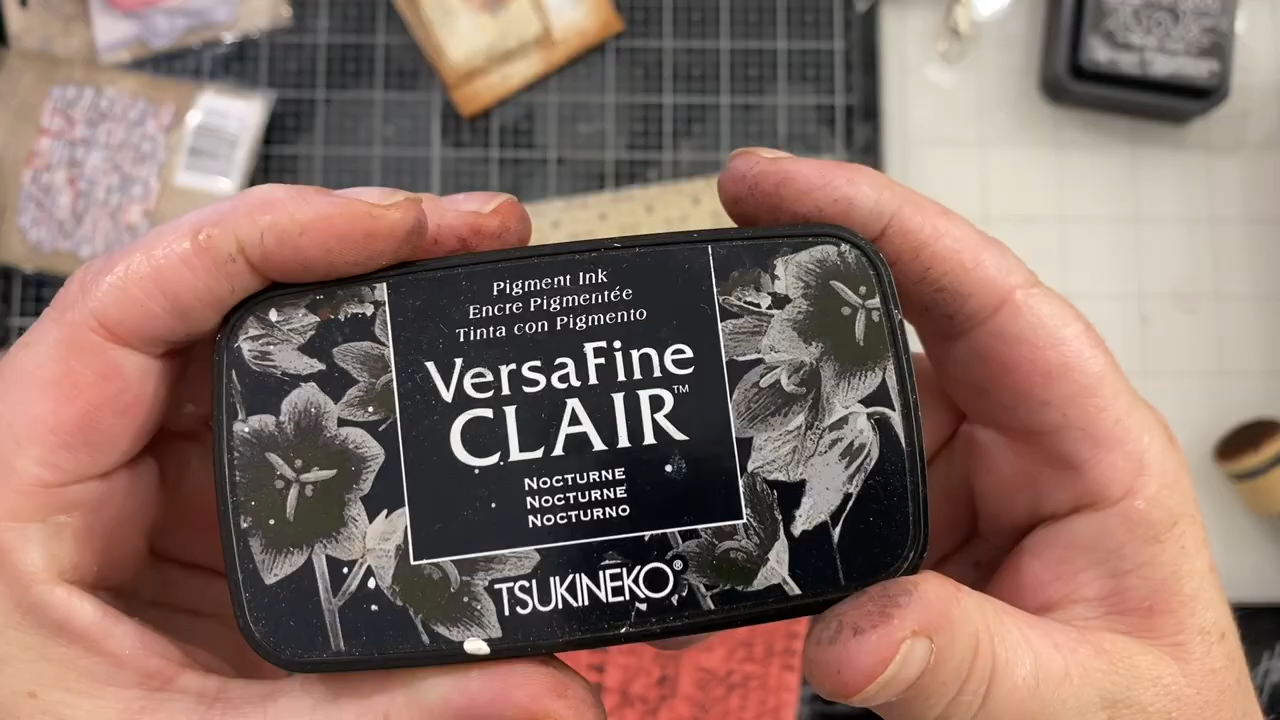 Pigment Ink
Encre Pigmentée
Tinta con Pigmento
VersaFine
CLAIR™
NOCTURNE
NOCTURNE
NOCTURNO
TSUKINEKO®